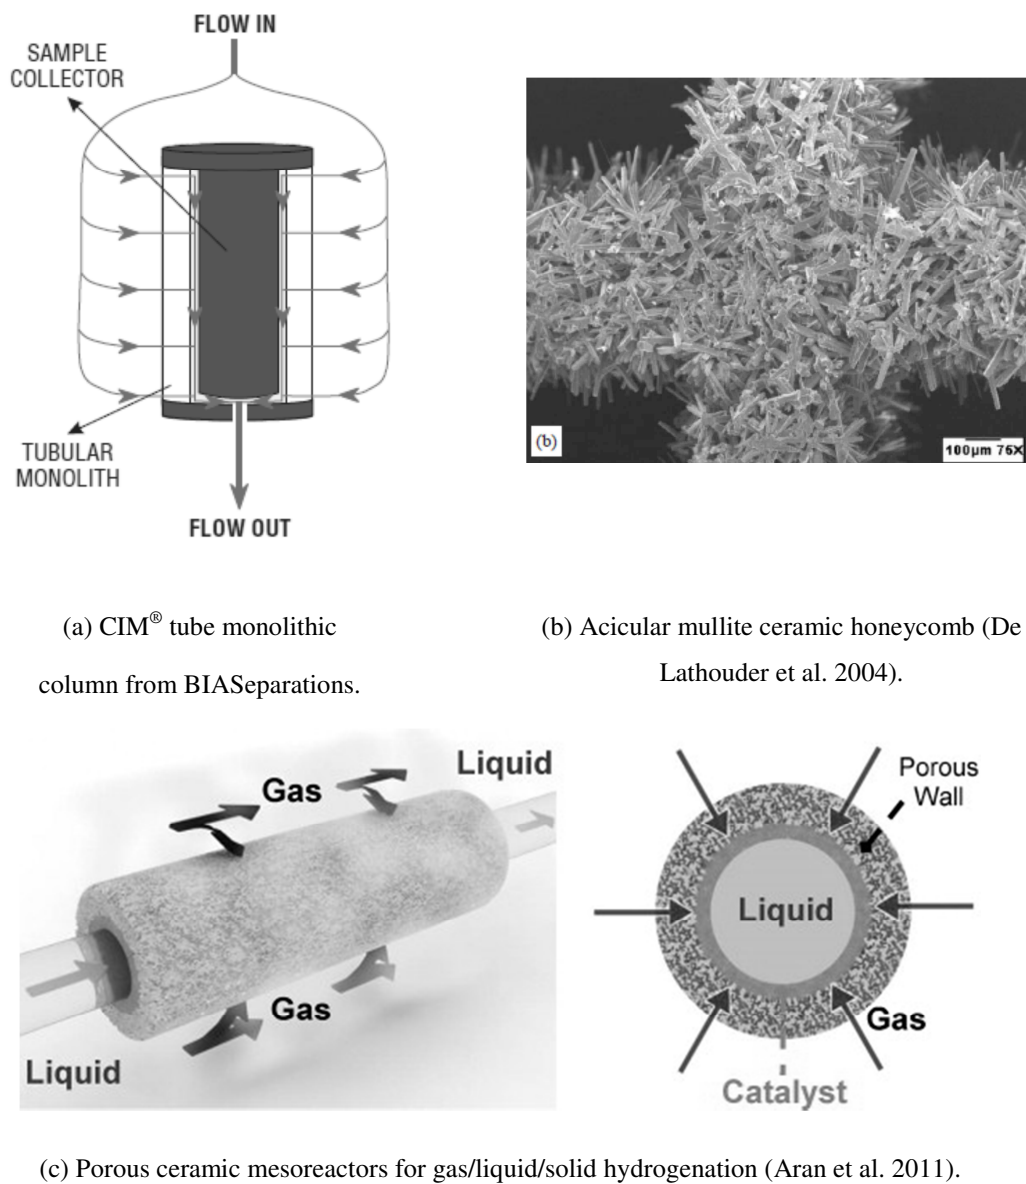 FLOW IN
SAMPLE
COLLECTOR
TUBULAR
MONOLITH
FLOW OUT
(b)
100µm 76X
(a) CIM® tube monolithic
column from BIASeparations.
(b) Acicular mullite ceramic honeycomb (De
Lathouder et al. 2004).
Liquid
Gas
Gas
Liquid
Porous
Wall
Liquid
Gas
Catalyst
(c) Porous ceramic mesoreactors for gas/liquid/solid hydrogenation (Aran et al. 2011).